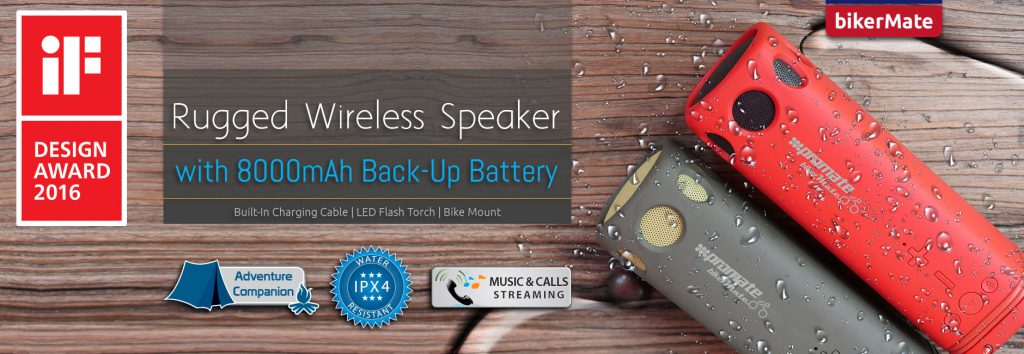 iF
DESIGN
AWARD
2016
bikerMate
Rugged Wireless Speaker
with 8000mAh Back-Up Battery
Built-In Charging Cable | LED Flash Torch | Bike Mount
Adventure
Companion
WATER
IPX4
RESISTANT
MUSIC & CALLS
STREAMING
promate
bikerMate
promate